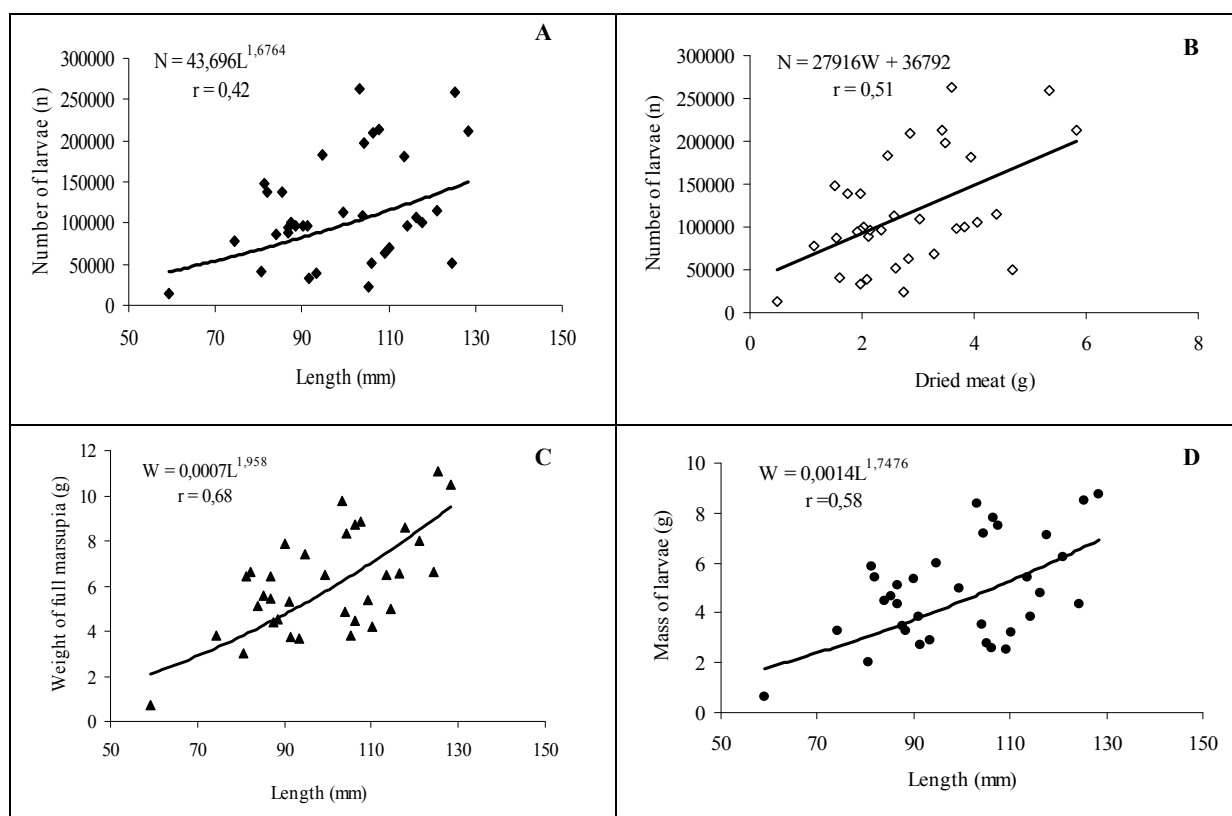 A
N = 43,696L^1,6764
r = 0,42
Number of larvae (n)
300000
250000
200000
150000
100000
50000
0
50 70 90 110 130 150
Length (mm)
B
N = 27916W + 36792
r = 0,51
Number of larvae (n)
300000
250000
200000
150000
100000
50000
0
0 2 4 6 8
Dried meat (g)
C
W = 0,0007L^1,958
r = 0,68
Weight of full marsupia (g)
12
10
8
6
4
2
0
50 70 90 110 130 150
Length (mm)
D
W = 0,0014L^1,7476
r =0,58
Mass of larvae (g)
10
8
6
4
2
0
50 70 90 110 130 150
Length (mm)